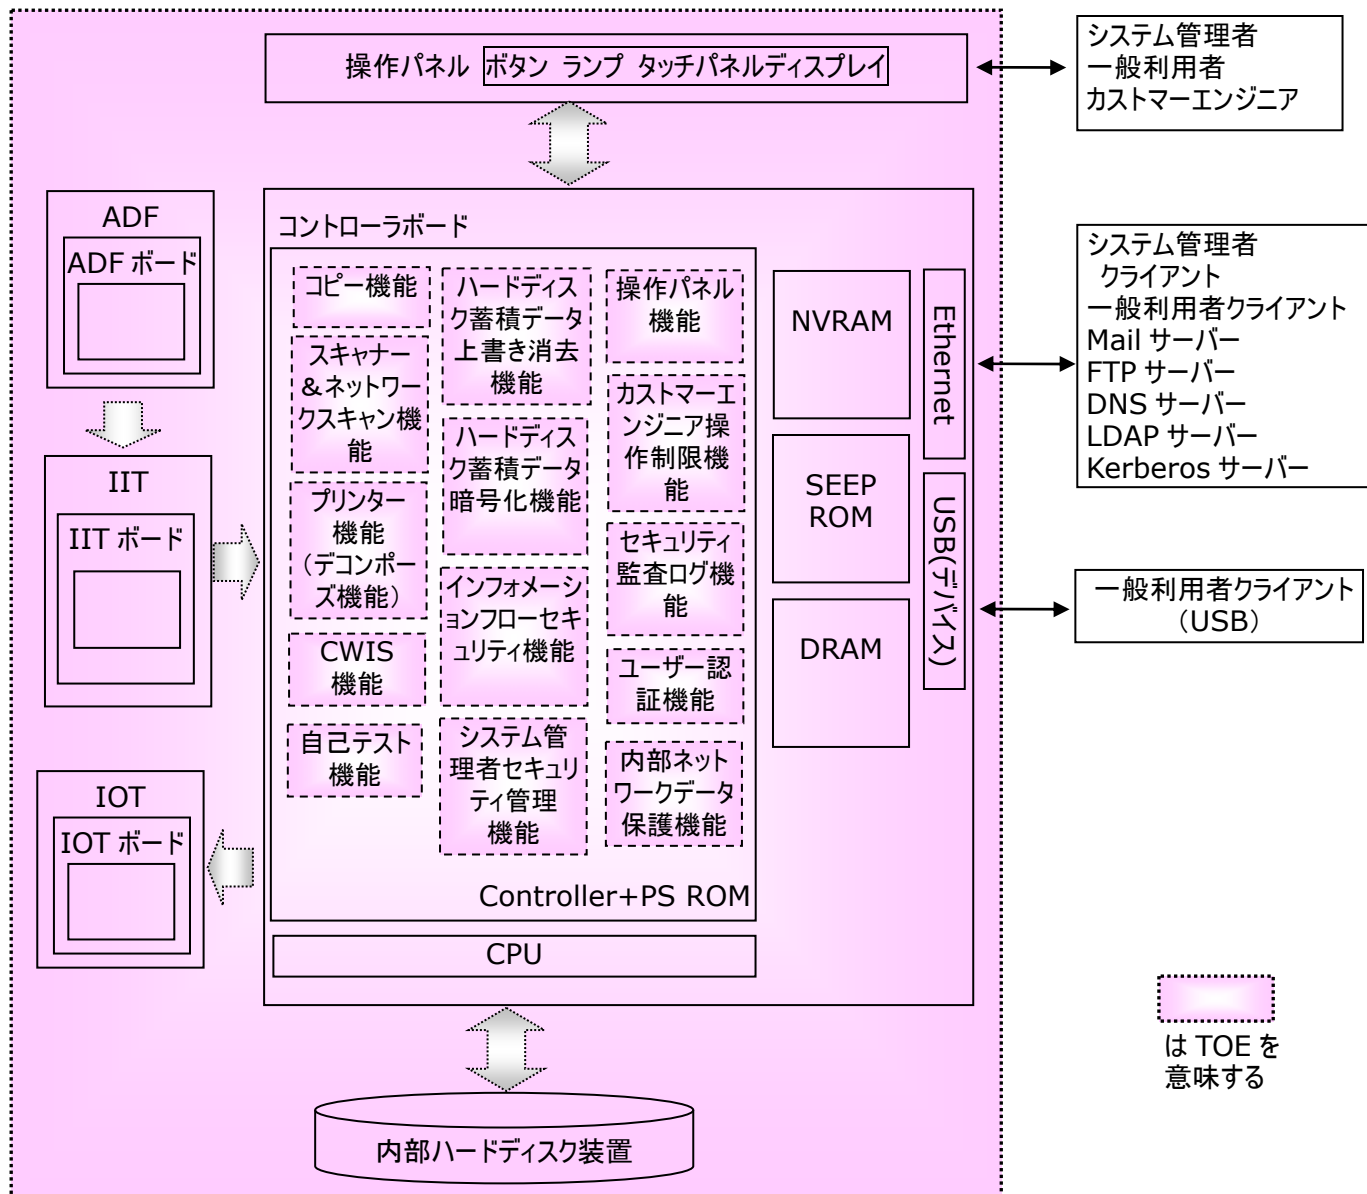 操作パネル ボタン ランプ タッチパネルディスプレイ
システム管理者
一般利用者
カストマーエンジニア
ADF
ADF ボード
IIT
IIT ボード
IOT
IOT ボード
コントローラボード
コピー機能
スキャナー
&ネットワー
クスキャン機
能
プリンター
機能
(デコンポー
ズ機能)
CWIS
機能
自己テスト
機能
ハードディス
ク蓄積データ
上書き消去
機能
ハードディス
ク蓄積データ
暗号化機能
インフォメーシ
ョンフローセキ
ュリティ機能
システム管
理者セキュリ
ティ管理
機能
操作パネル
機能
カストマーエ
ンジニア操
作制限機
能
セキュリティ
監査ログ機
能
ユーザー認
証機能
内部ネット
ワークデータ
保護機能
Controller+PS ROM
CPU
NVRAM
SEEP
ROM
DRAM
Ethernet
USB(デバイス)
システム管理者
クライアント
一般利用者クライアント
Mail サーバー
FTP サーバー
DNS サーバー
LDAP サーバー
Kerberos サーバー
一般利用者クライアント
(USB)
内部ハードディスク装置
は TOE を
意味する